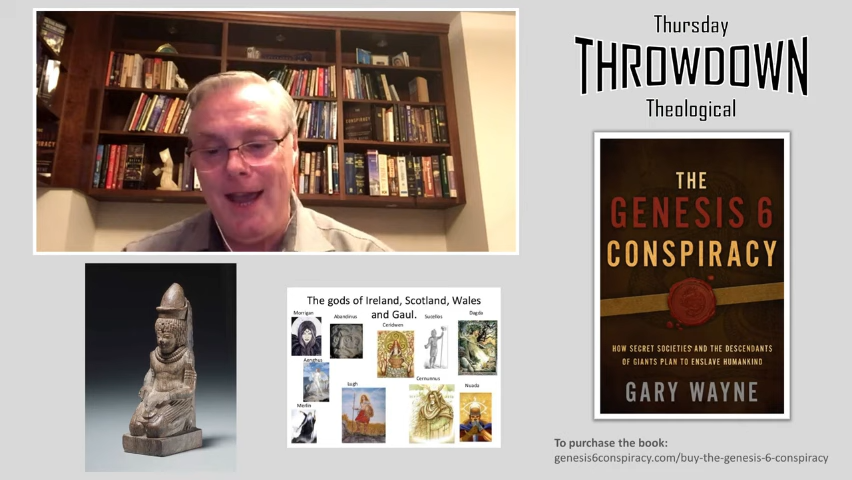 Thursday
THROWDOWN
Theological
CONSPIRACY
THE
GENESIS 6
CONSPIRACY
HOW SECRET SOCIETIES AND THE DESCENDANTS
OF GIANTS PLAN TO ENSLAVE HUMANKIND
GARY WAYNE
To purchase the book:
genesis6conspiracy.com/buy-the-genesis-6-conspiracy
The gods of Ireland, Scotland, Wales
and Gaul.
Morrigan
Abandinus
Ceridwen
Sucellos
Dagda
Aenghus
Lugh
Cernunnos
Nuada